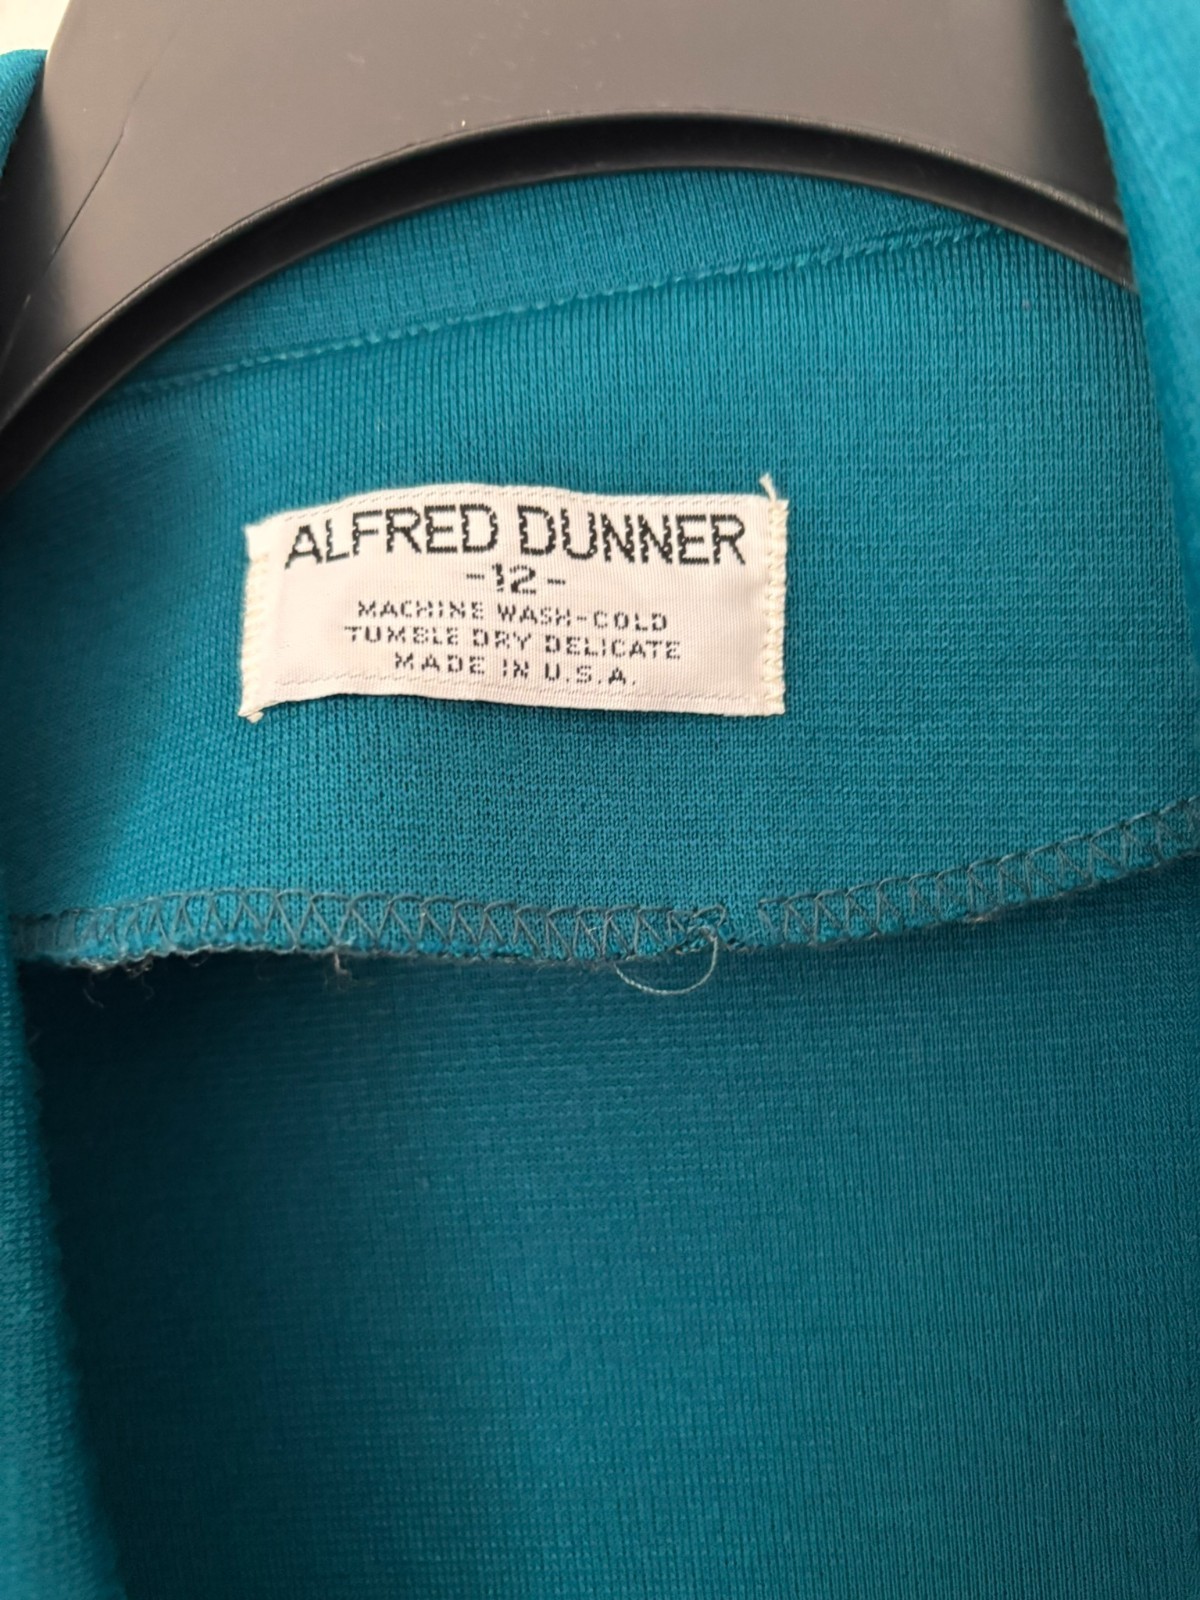 ALFRED DUNNER
-12-
MACHINE WASH-COLD
TUMBLE DRY DELICATE
MADE IN U.S.A.